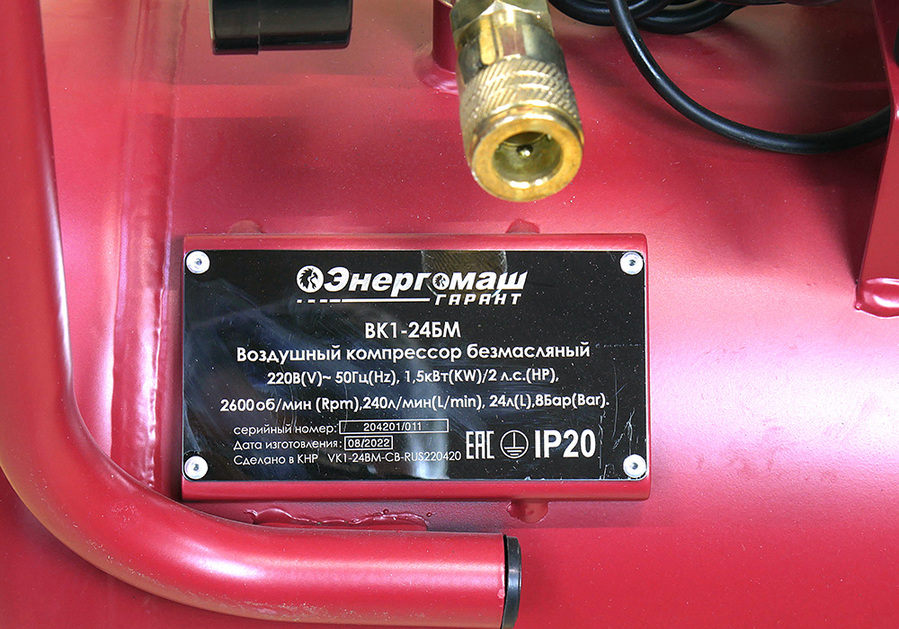 Энергомаш
ГАРАНТ
ВК1-24БМ
Воздушный компрессор безмасляный
220В(V)~ 50Гц(Hz), 1,5кВт(KW)/2 л.с.(HP),
2600об/мин (Rpm),240л/мин(L/min), 24л(L),8Бар(Bar).
серийный номер: 204201/011
Дата изготовления: 08/2022
Сделано в КНР VK1-24BM-CB-RUS220420
EAC IP20